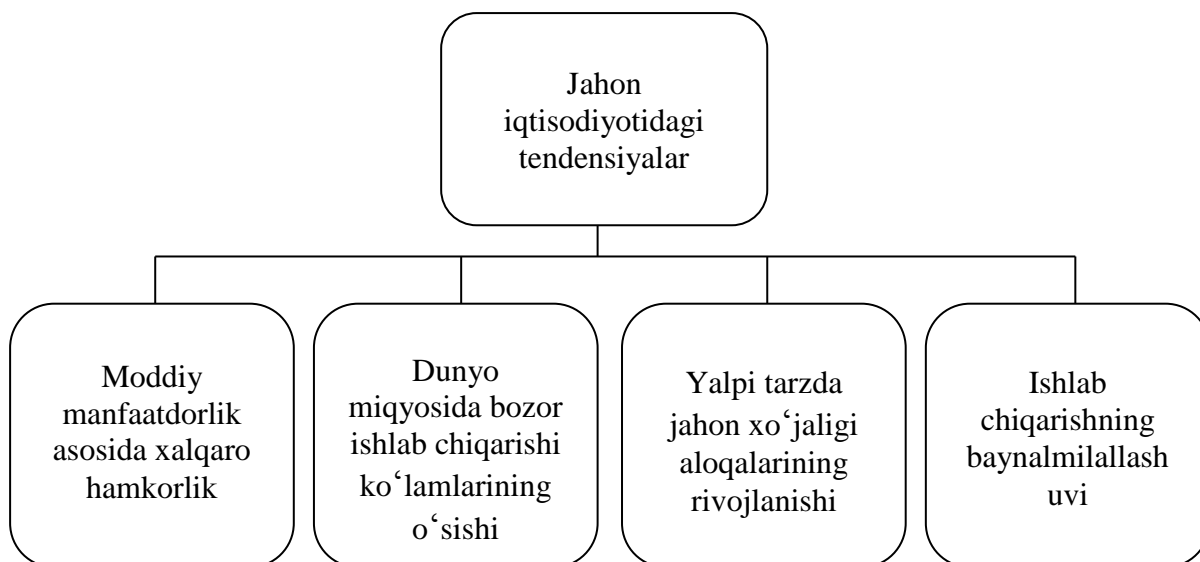 Jahon
iqtisodiyotidagi
tendensiyalar
Moddiy
manfaatdorlik
asosida xalqaro
hamkorlik
Dunyo
miqyosida bozor
ishlab chiqarishi
ko‘lamlarining
o‘sishi
Yalpi tarzda
jahon xo‘jaligi
aloqalarining
rivojlanishi
Ishlab
chiqarishning
baynalmilallash
uvi